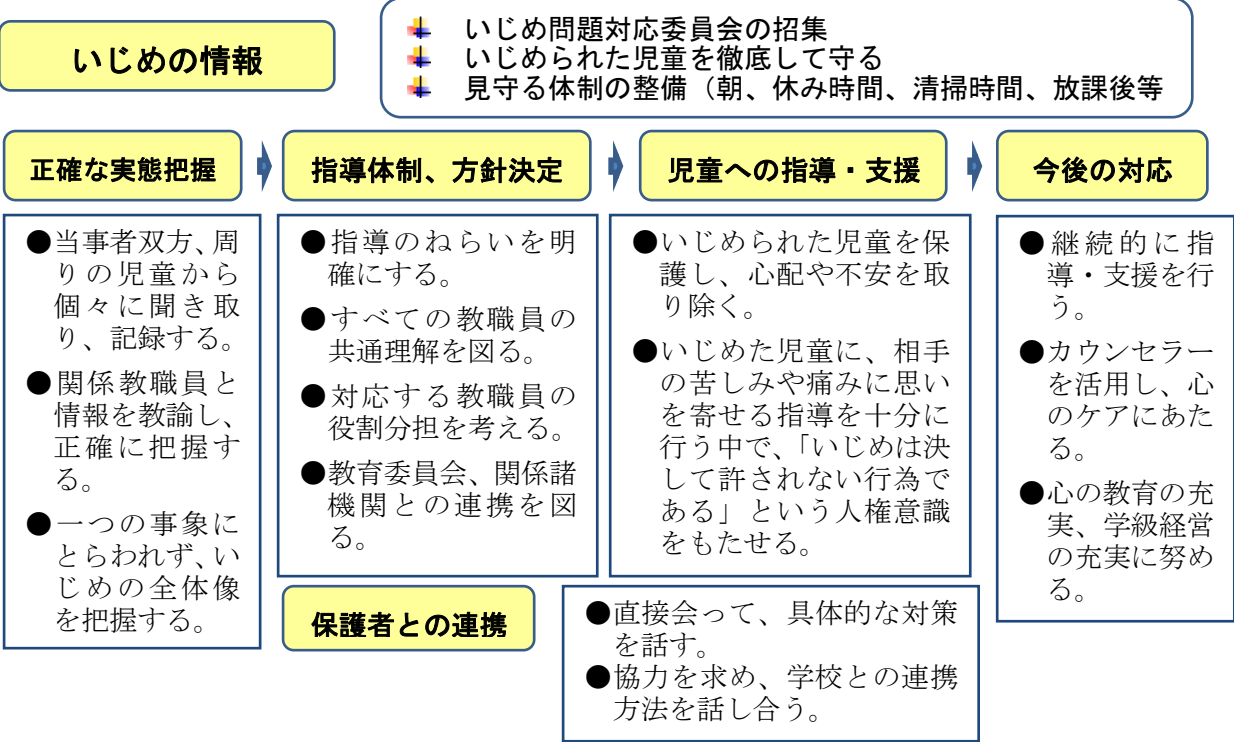 いじめの情報
いじめ問題対応委員会の招集
いじめられた児童を徹底して守る
見守る体制の整備（朝、休み時間、清掃時間、放課後等
正確な実態把握
●当事者双方、周
りの児童から
個々に聞き取
り、記録する。
●関係教職員と
情報を教諭し、
正確に把握す
る。
●一つの事象に
とらわれず、い
じめの全体像
を把握する。
指導体制、方針決定
●指導のねらいを明
確にする。
●すべての教職員の
共通理解を図る。
●対応する教職員の
役割分担を考える。
●教育委員会、関係諸
機関との連携を図
る。
児童への指導・支援
●いじめられた児童を保
護し、心配や不安を取
り除く。
●いじめた児童に、相手
の苦しみや痛みに思い
を寄せる指導を十分に
行う中で、「いじめは決
して許されない行為で
ある」という人権意識
をもたせる。
今後の対応
●継続的に指
導・支援を行
う。
●カウンセラー
を活用し、心
のケアにあた
る。
●心の教育の充
実、学級経営
の充実に努め
る。
保護者との連携
●直接会って、具体的な対策
を話す。
●協力を求め、学校との連携
方法を話し合う。